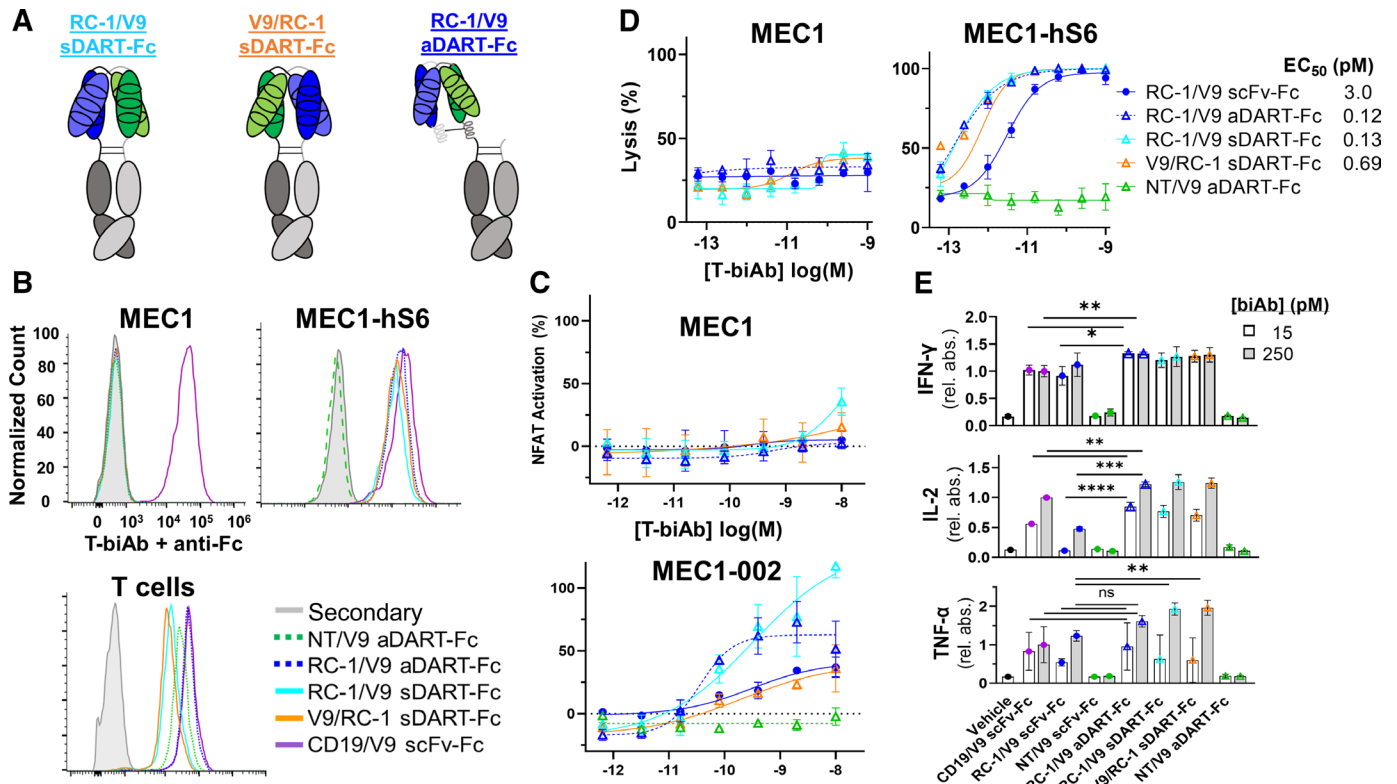 A
RC-1/V9
sDART-Fc
V9/RC-1
sDART-Fc
RC-1/V9
aDART-Fc
B
MEC1
MEC1-hS6
Normalized Count
100
80
60
40
20
0
0 10³ 10⁴ 10⁵ 10⁶
T-biAb + anti-Fc
T cells
Secondary
NT/V9 aDART-Fc
RC-1/V9 aDART-Fc
RC-1/V9 sDART-Fc
V9/RC-1 sDART-Fc
CD19/V9 scFv-Fc
D
MEC1
Lysis (%)
100
50
0
-13 -11 -9
[T-biAb] log(M)
MEC1-hS6
100
50
0
-13 -11 -9
EC₅₀ (pM)
RC-1/V9 scFv-Fc 3.0
RC-1/V9 aDART-Fc 0.12
RC-1/V9 sDART-Fc 0.13
V9/RC-1 sDART-Fc 0.69
NT/V9 aDART-Fc
C
MEC1
NFAT Activation (%)
100
50
0
-12 -11 -10 -9 -8
[T-biAb] log(M)
MEC1-002
100
50
0
-12 -11 -10 -9 -8
E
[biAb] (pM)
15
250
IFN-γ
(rel. abs.)
2.0
1.5
1.0
0.5
0.0
**
*
IL-2
(rel. abs.)
1.5
1.0
0.5
0.0
**
***
****
TNF-α
(rel. abs.)
2
1
0
**
ns
Vehicle
CD19/V9 scFv-Fc
RC-1/V9 scFv-Fc
NT/V9 scFv-Fc
RC-1/V9 aDART-Fc
RC-1/V9 sDART-Fc
V9/RC-1 sDART-Fc
NT/V9 aDART-Fc